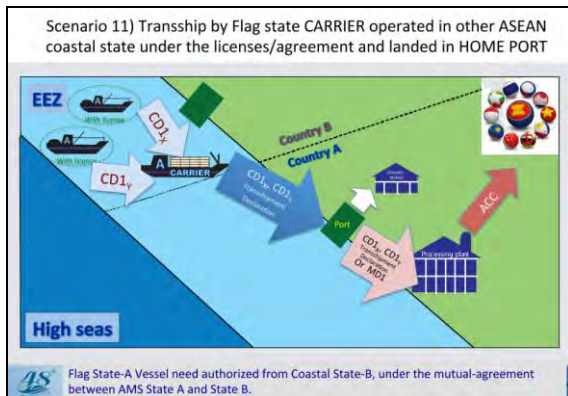 Scenario 11) Transship by Flag state CARRIER operated in other ASEAN
coastal state under the licenses/agreement and landed in HOME PORT
EEZ
A
With license
CD1X
A
With license
CD1Y
A
CARRIER
Country B
Country A
CD1X, CD1Y
Transshipment
Declaration
Port
CD1X, CD1Y
Transshipment
Declaration
Or MD1
Processing plant
ACC
High seas
Flag State-A Vessel need authorized from Coastal State-B, under the mutual-agreement
between AMS State A and State B.